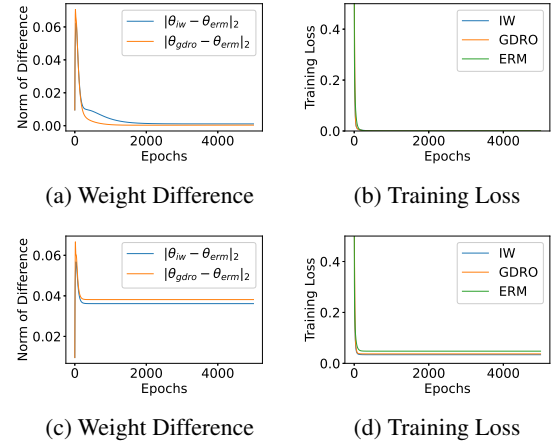 Norm of Difference
0.06
0.04
0.02
0.00
|θiw − θerm|2
|θgdro − θerm|2
0 2000 4000
Epochs
(a) Weight Difference
Training Loss
0.4
0.2
0.0
IW
GDRO
ERM
0 2000 4000
Epochs
(b) Training Loss
Norm of Difference
0.06
0.04
0.02
|θiw − θerm|2
|θgdro − θerm|2
0 2000 4000
Epochs
(c) Weight Difference
Training Loss
0.4
0.2
0.0
IW
GDRO
ERM
0 2000 4000
Epochs
(d) Training Loss